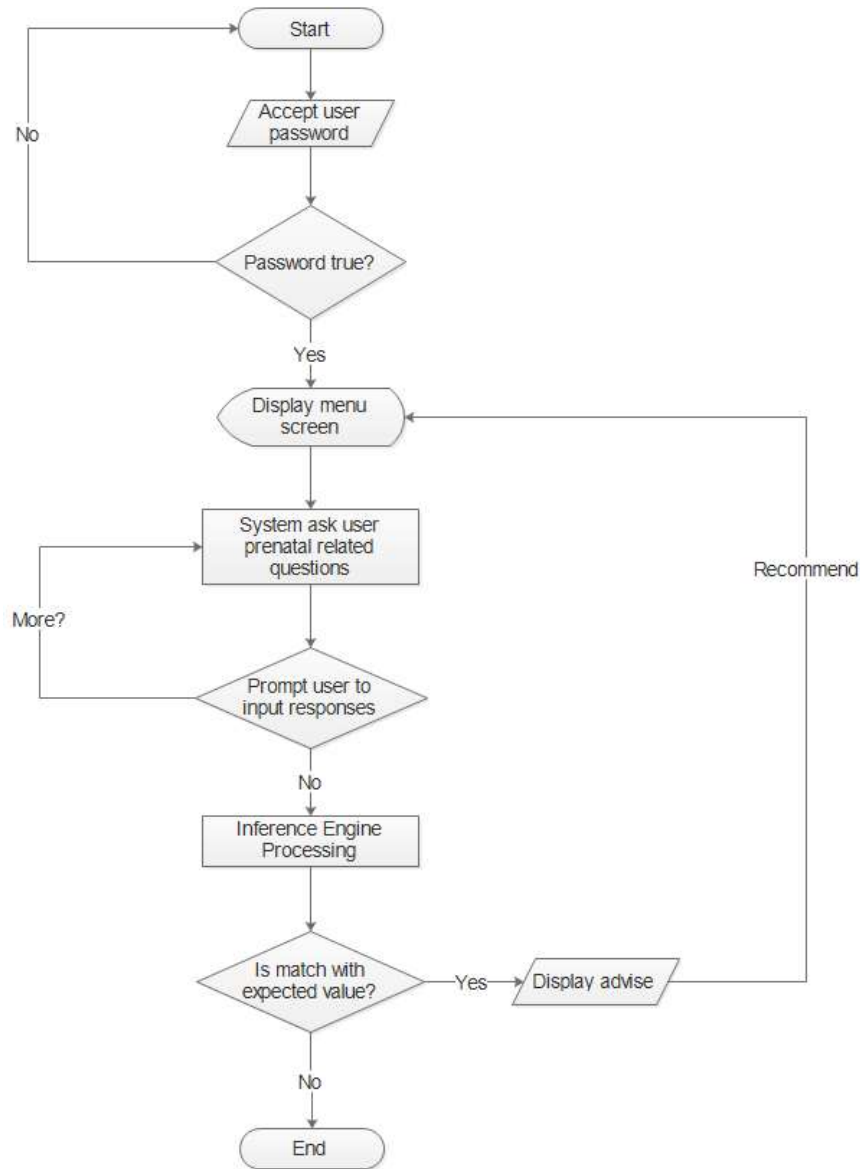 Start
Accept user
password
No
Password true?
Yes
Display menu
screen
System ask user
prenatal related
questions
Recommend
More?
Prompt user to
input responses
No
Inference Engine
Processing
Is match with
expected value?
Yes
Display advise
No
End